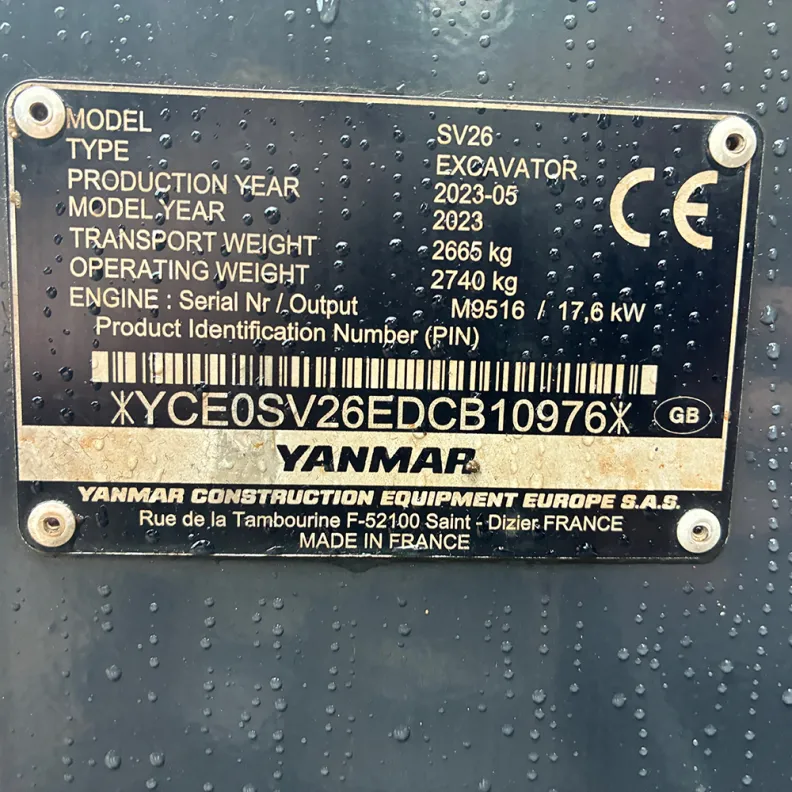 MODEL SV26
TYPE EXCAVATOR
PRODUCTION YEAR 2023-05
MODEL YEAR 2023
TRANSPORT WEIGHT 2665 kg
OPERATING WEIGHT 2740 kg
ENGINE : Serial Nr / Output M9516 / 17,6 kW
Product Identification Number (PIN)
CE
*YCE0SV26EDCB10976* GB
YANMAR
YANMAR CONSTRUCTION EQUIPMENT EUROPE S.A.S.
Rue de la Tambourine F-52100 Saint - Dizier FRANCE
MADE IN FRANCE